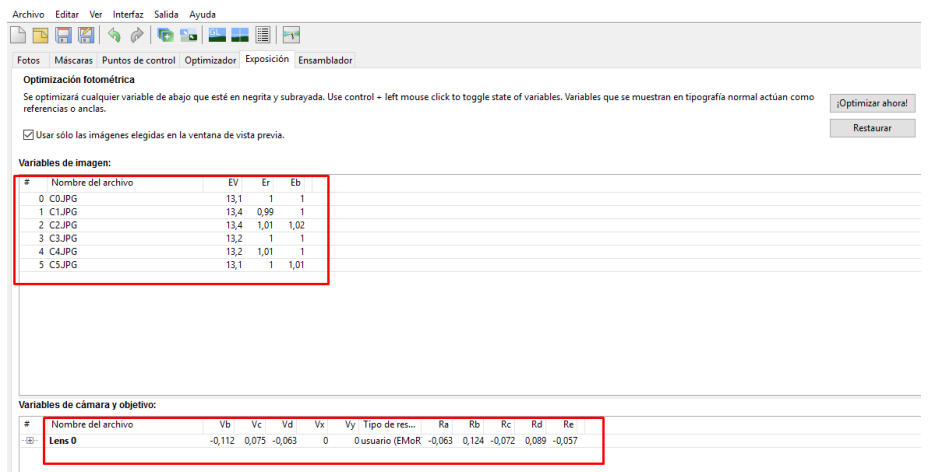 Archivo Editar Ver Interfaz Salida Ayuda
GL
Fotos Máscaras Puntos de control Optimizador Exposición Ensamblador
Optimización fotométrica
Se optimizará cualquier variable de abajo que esté en negrita y subrayada. Use control + left mouse click to toggle state of variables. Variables que se muestran en tipografía normal actúan como
referencias o anclas.
¡Optimizar ahora!
Restaurar
Usar sólo las imágenes elegidas en la ventana de vista previa.
Variables de imagen:
# Nombre del archivo EV Er Eb
0 C0.JPG 13,1 1 1
1 C1.JPG 13,4 0,99 1
2 C2.JPG 13,4 1,01 1,02
3 C3.JPG 13,2 1 1
4 C4.JPG 13,2 1,01 1
5 C5.JPG 13,1 1 1,01
Variables de cámara y objetivo:
# Nombre del archivo Vb Vc Vd Vx Vy Tipo de res... Ra Rb Rc Rd Re
Lens 0 -0,112 0,075 -0,063 0 0 usuario (EMoR -0,063 0,124 -0,072 0,089 -0,057